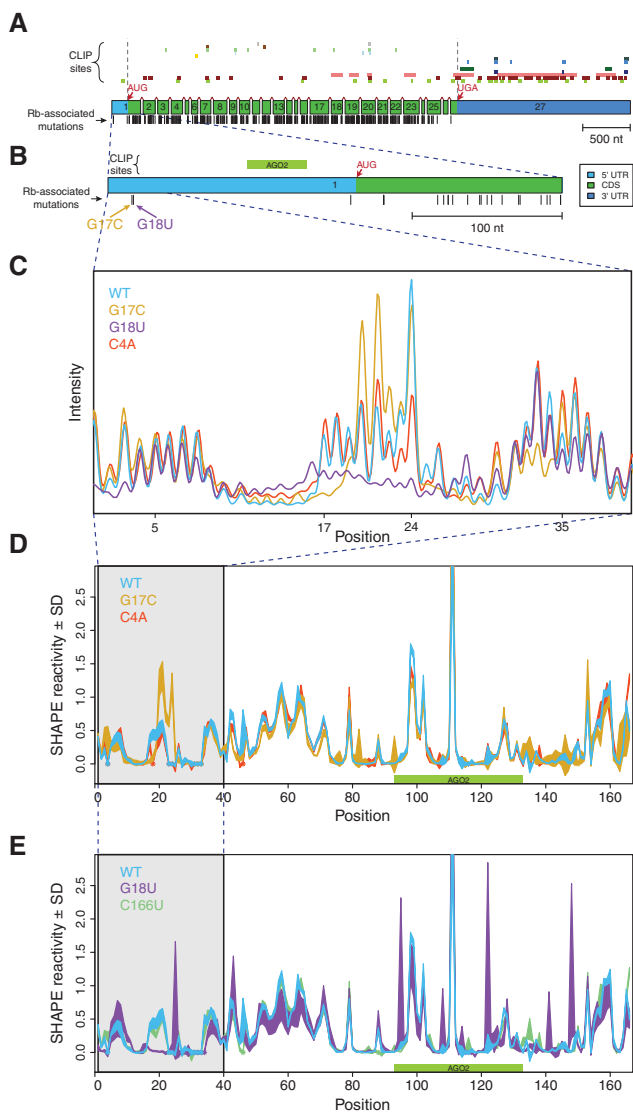 A
CLIP
sites
AUG
UGA
1 2 3 4 6 7 8 9 10 13 17 18 19 20 21 22 23 25 27
Rb-associated
mutations
500 nt
B
CLIP
sites
AGO2
AUG
1
Rb-associated
mutations
G17C
G18U
100 nt
5' UTR
CDS
3' UTR
C
WT
G17C
G18U
C4A
Intensity
5 17 24 35
Position
D
WT
G17C
C4A
SHAPE reactivity ± SD
2.5
2.0
1.5
1.0
0.5
0.0
AGO2
0 20 40 60 80 100 120 140 160
Position
E
WT
G18U
C166U
SHAPE reactivity ± SD
2.5
2.0
1.5
1.0
0.5
0.0
AGO2
0 20 40 60 80 100 120 140 160
Position